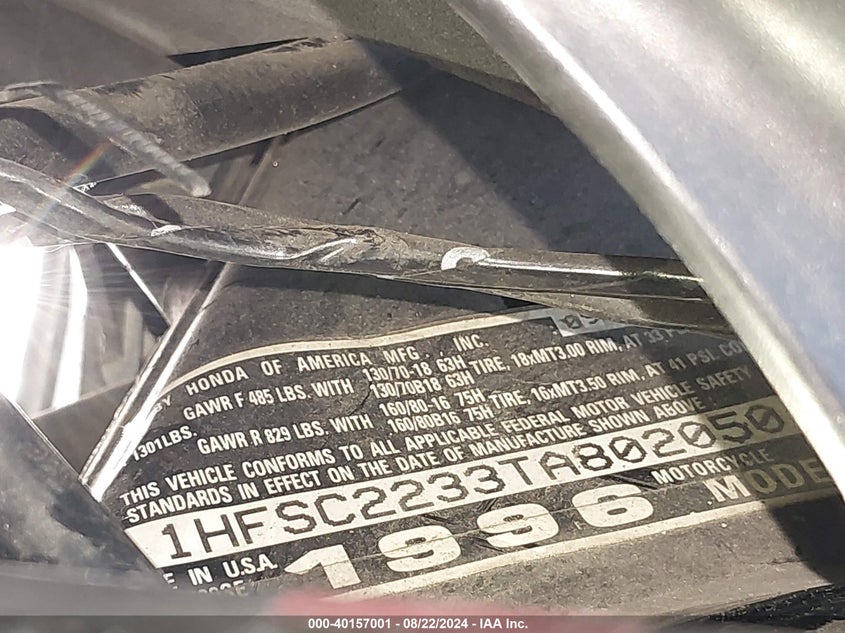 BY HONDA OF AMERICA MFG., INC.
1301 LBS. GAWR F 485 LBS. WITH 130/70-18 63H TIRE, 18xMT3.00 RIM, AT 33
130/70B18 63H
GAWR R 829 LBS. WITH 160/80-16 75H TIRE, 16xMT3.50 RIM, AT 41 PSI.
160/80B16 75H
THIS VEHICLE CONFORMS TO ALL APPLICABLE FEDERAL MOTOR VEHICLE SAFETY
STANDARDS IN EFFECT ON THE DATE OF MANUFACTURE SHOWN ABOVE.
1HFSC2233TA802050
MOTORCYCLE
IN U.S.A. 1996 MODE
000-40157001 - 08/22/2024 - IAA Inc.